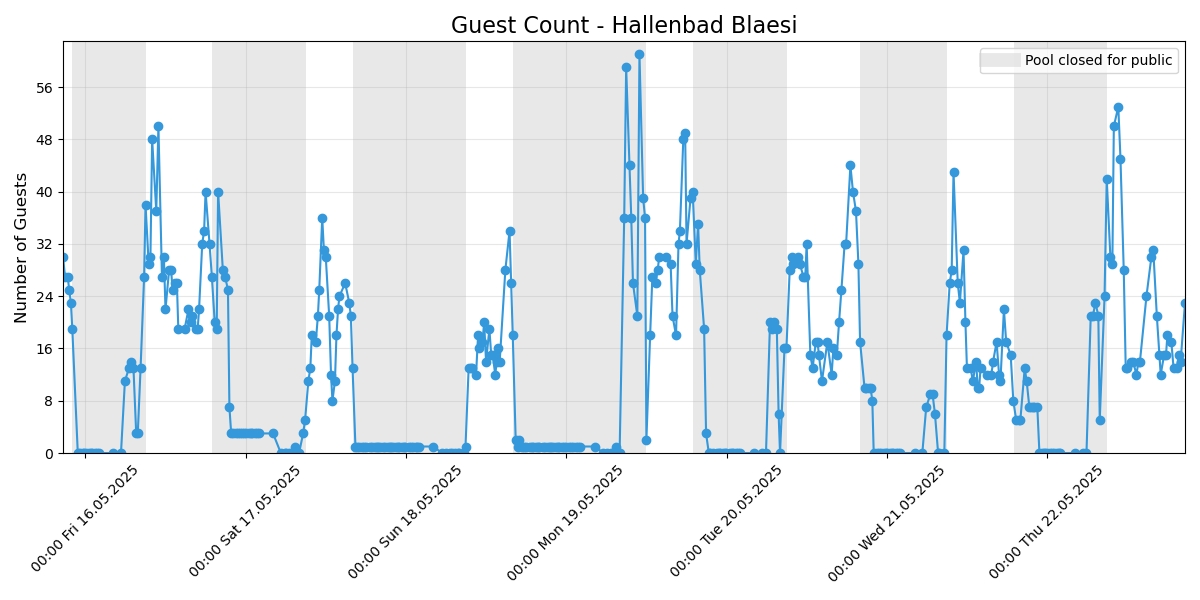 Guest Count - Hallenbad Blaesi
Pool closed for public
Number of Guests
56
48
40
32
24
16
8
0
00:00 Fri 16.05.2025
00:00 Sat 17.05.2025
00:00 Sun 18.05.2025
00:00 Mon 19.05.2025
00:00 Tue 20.05.2025
00:00 Wed 21.05.2025
00:00 Thu 22.05.2025